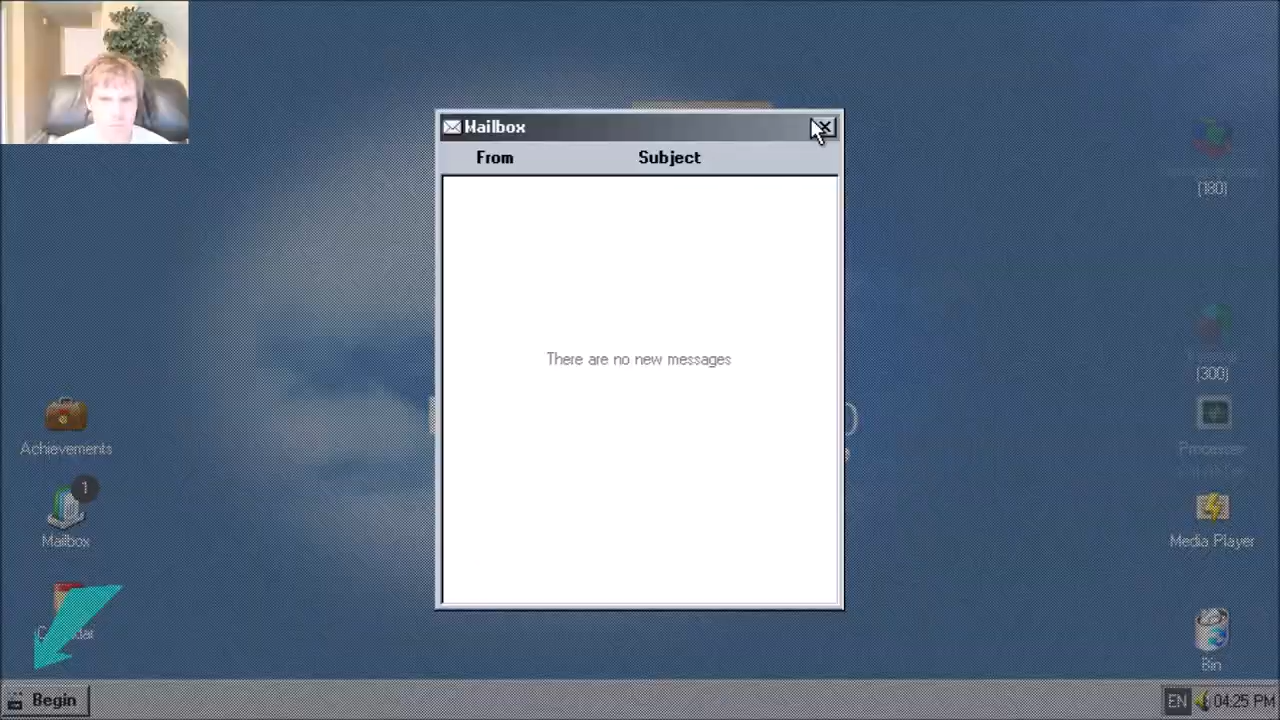 Mailbox
From Subject
(180)
There are no new messages
(300)
Achievements
1
Processer
Mailbox
Media Player
Bin
Begin
EN 04:25 PM